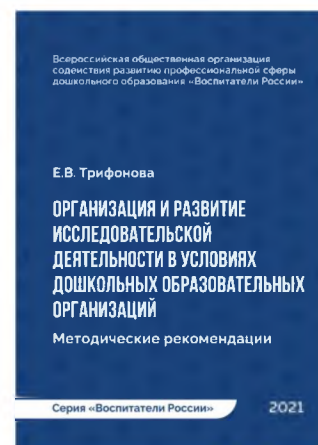 Всероссийская общественная организация
содействия развитию профессиональной сферы
дошкольного образования «Воспитатели России»
Е.В. Трифонова
ОРГАНИЗАЦИЯ И РАЗВИТИЕ
ИССЛЕДОВАТЕЛЬСКОЙ
ДЕЯТЕЛЬНОСТИ В УСЛОВИЯХ
ДОШКОЛЬНЫХ ОБРАЗОВАТЕЛЬНЫХ
ОРГАНИЗАЦИЙ
Методические рекомендации
Серия «Воспитатели России» 2021